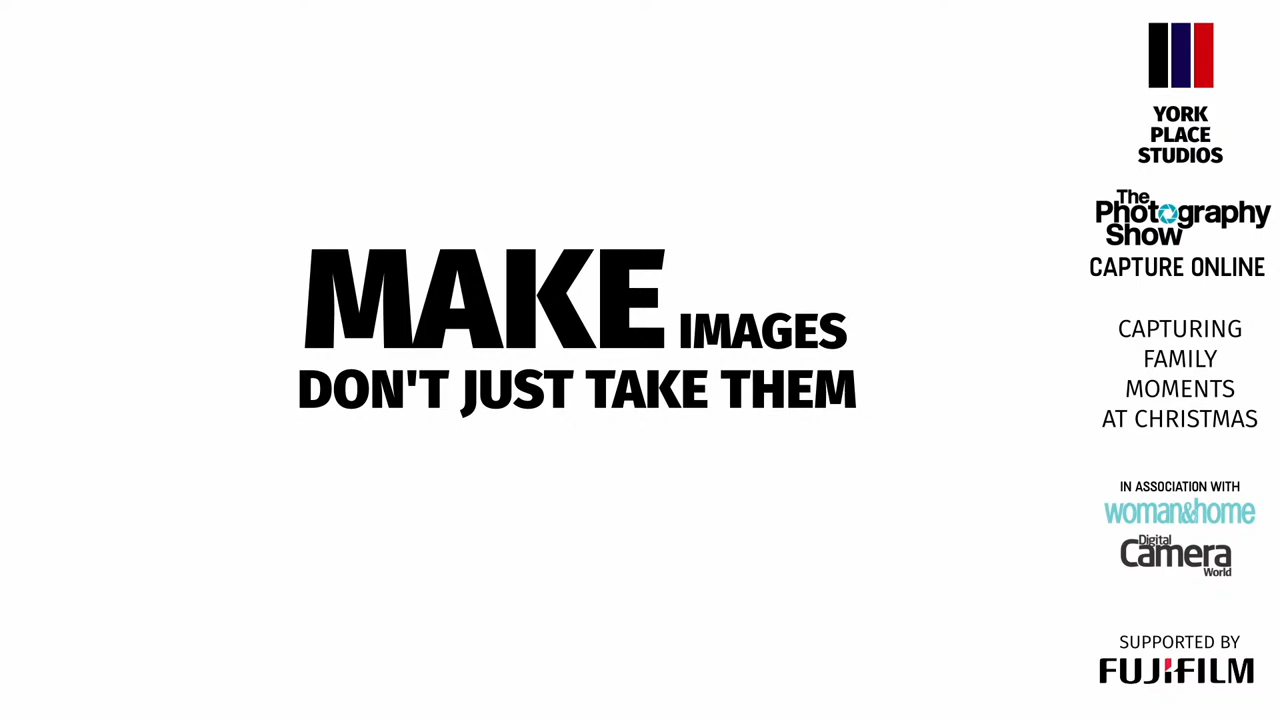 MAKE IMAGES
DON'T JUST TAKE THEM
YORK
PLACE
STUDIOS
The
Photography
Show
CAPTURE ONLINE
CAPTURING
FAMILY
MOMENTS
AT CHRISTMAS
IN ASSOCIATION WITH
woman&home
Digital
Camera
World
SUPPORTED BY
FUJIFILM